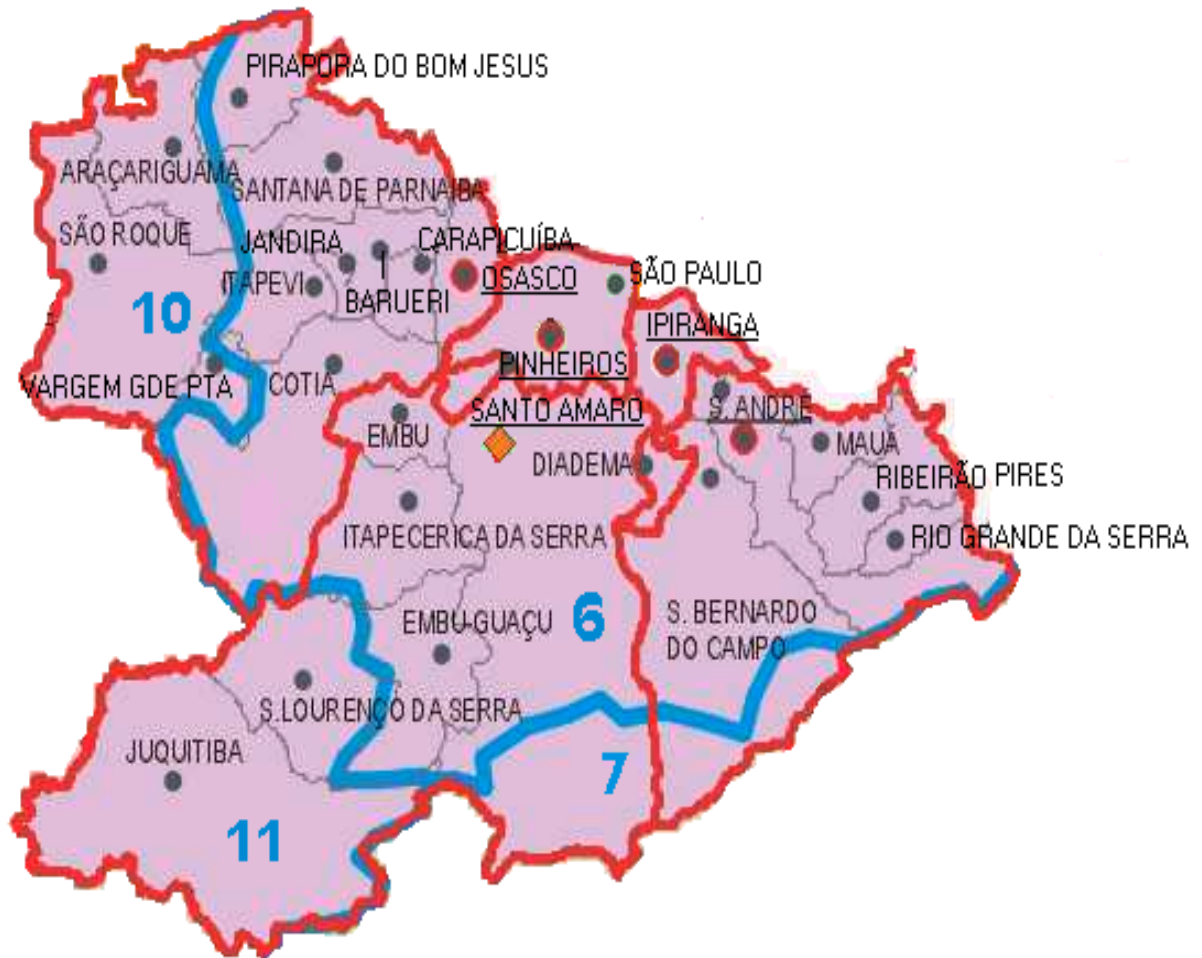 PIRAPORA DO BOM JESUS
ARAÇARIGUAMA
SANTANA DE PARNAIBA
SÃO ROQUE
JANDIRA
CARAPICUÍBA
ITAPEVI
OSASCO
SÃO PAULO
BARUERI
10
IPIRANGA
PINHEIROS
VARGEM GDE PTA
COTIA
SANTO AMARO
S. ANDRE
EMBU
MAUA
DIADEMA
RIBEIRÃO PIRES
ITAPECERICA DA SERRA
RIO GRANDE DA SERRA
6
EMBU-GUAÇU
S. BERNARDO
DO CAMPO
S.LOURENÇO DA SERRA
JUQUITIBA
7
11